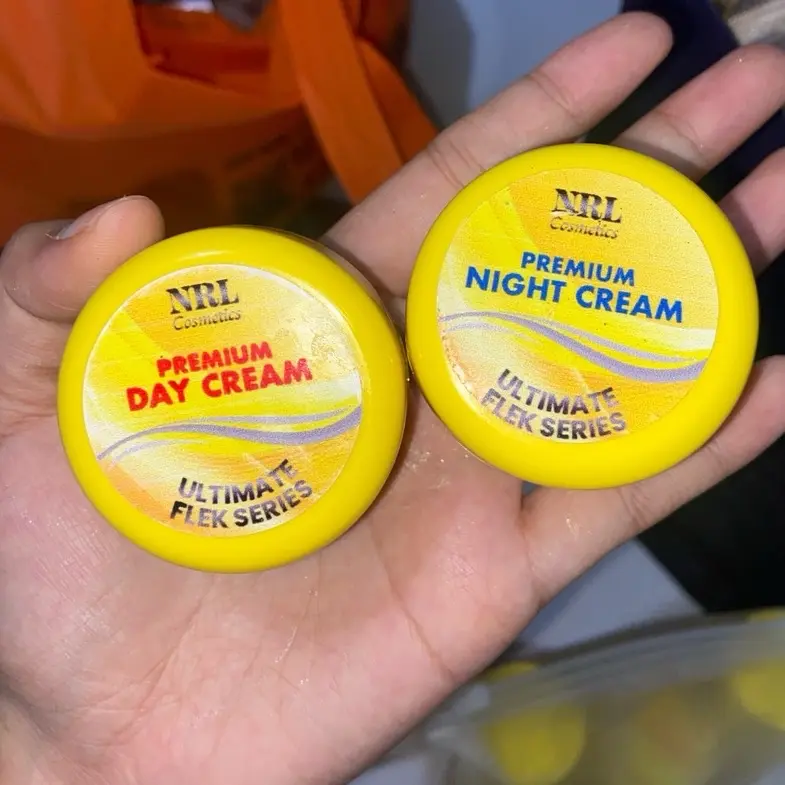 NRL
Cosmetics
PREMIUM
DAY CREAM
ULTIMATE
FLEK SERIES
NRL
Cosmetics
PREMIUM
NIGHT CREAM
ULTIMATE
FLEK SERIES